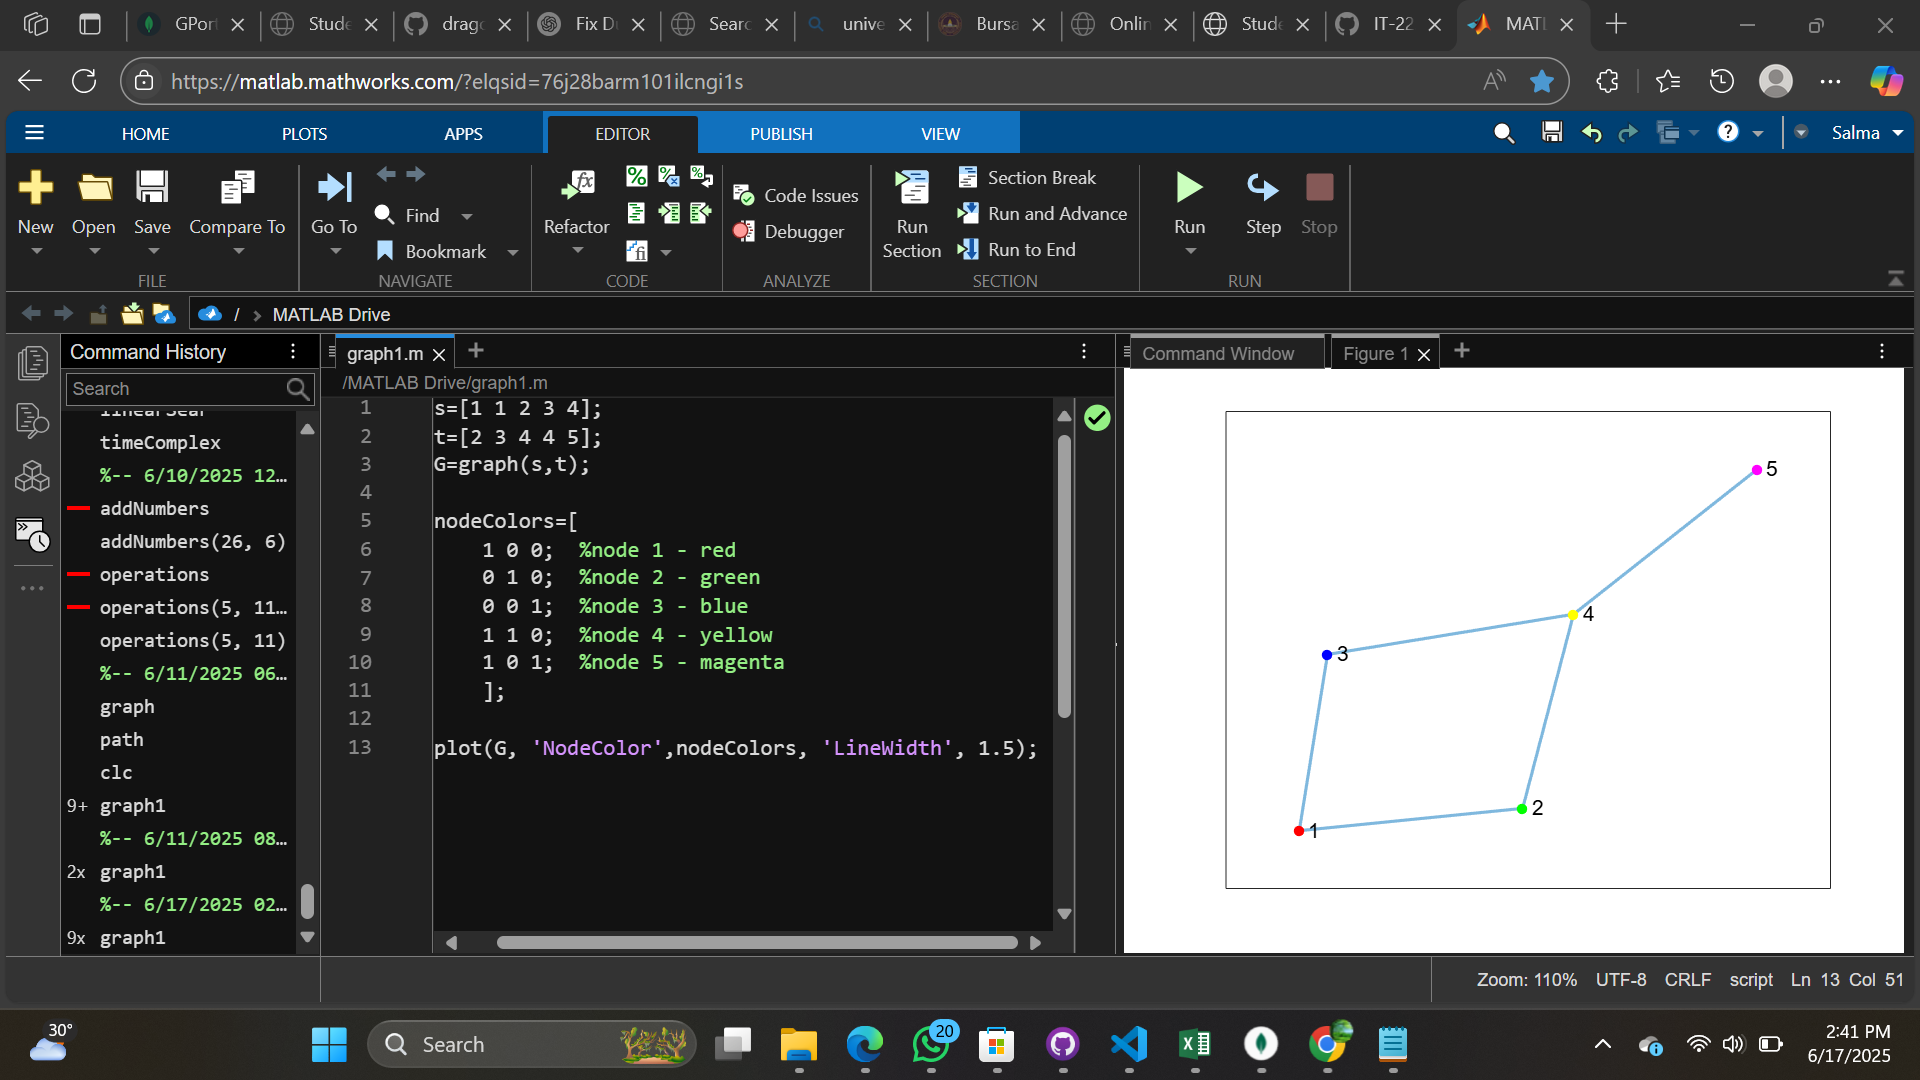 GPort
Stude
drago
Fix Du
Searc
unive
Bursa
Onlin
Stude
IT-22
MATL
https://matlab.mathworks.com/?elqsid=76j28barm101ilcngi1s
HOME
PLOTS
APPS
EDITOR
PUBLISH
VIEW
Salma
New
Open
Save
Compare To
FILE
Go To
Find
Bookmark
NAVIGATE
Refactor
CODE
Code Issues
Debugger
ANALYZE
Run Section
Section Break
Run and Advance
Run to End
SECTION
Run
Step
Stop
RUN
/ > MATLAB Drive
Command History
Search
timeComplex
%-- 6/10/2025 12...
addNumbers
addNumbers(26, 6)
operations
operations(5, 11...
operations(5, 11)
%-- 6/11/2025 06...
graph
path
clc
9+ graph1
%-- 6/11/2025 08...
2x graph1
%-- 6/17/2025 02...
9x graph1
graph1.m
/MATLAB Drive/graph1.m
1 s=[1 1 2 3 4];
2 t=[2 3 4 4 5];
3 G=graph(s,t);
4
5 nodeColors=[
6 1 0 0; %node 1 - red
7 0 1 0; %node 2 - green
8 0 0 1; %node 3 - blue
9 1 1 0; %node 4 - yellow
10 1 0 1; %node 5 - magenta
11 ];
12
13 plot(G, 'NodeColor',nodeColors, 'LineWidth', 1.5);
Command Window
Figure 1
5
4
3
2
1
Zoom: 110% UTF-8 CRLF script Ln 13 Col 51
30°
Search
20
2:41 PM
6/17/2025